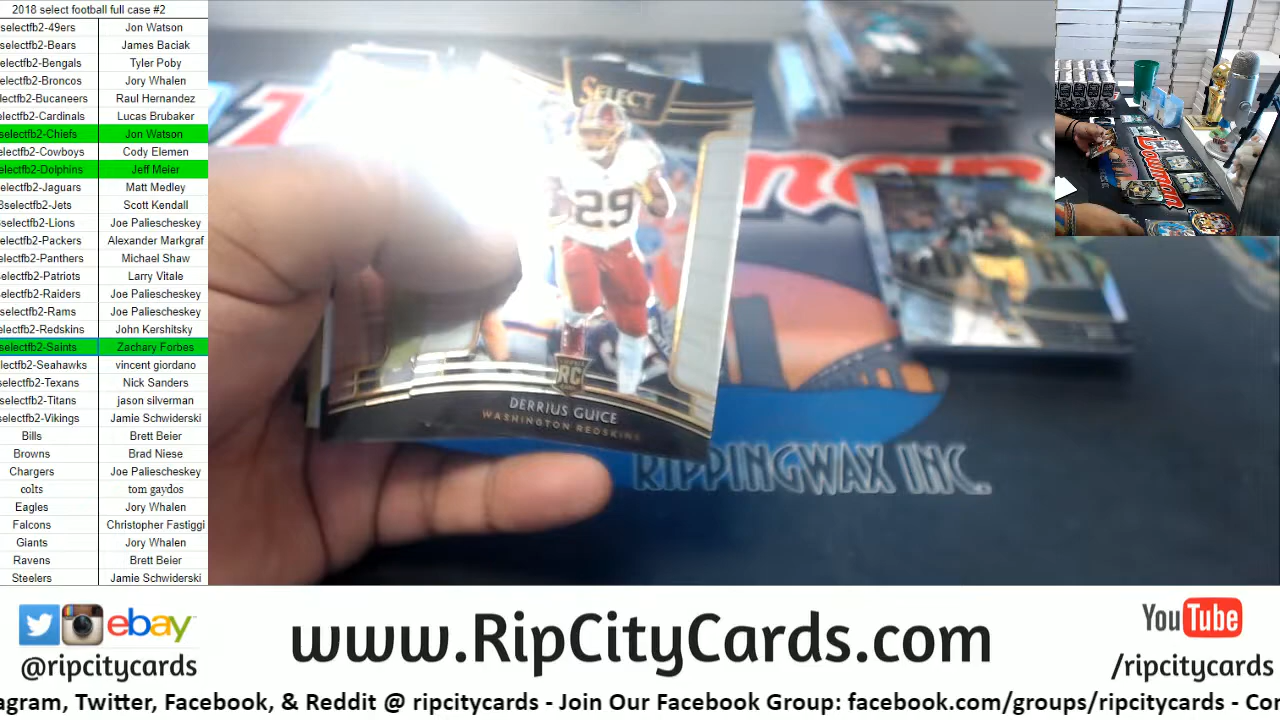 2018 select football full case #2
selectfb2-49ers Jon Watson
selectfb2-Bears James Baciak
selectfb2-Bengals Tyler Poby
electfb2-Broncos Jory Whalen
lectfb2-Bucaneers Raul Hernandez
electfb2-Cardinals Lucas Brubaker
selectfb2-Chiefs Jon Watson
electfb2-Cowboys Cody Elemen
electfb2-Dolphins Jeff Meier
electfb2-Jaguars Matt Medley
8selectfb2-Jets Scott Kendall
selectfb2-Lions Joe Paliescheskey
electfb2-Packers Alexander Markgraf
electfb2-Panthers Michael Shaw
electfb2-Patriots Larry Vitale
electfb2-Raiders Joe Paliescheskey
selectfb2-Rams Joe Paliescheskey
lectfb2-Redskins John Kershitsky
selectfb2-Saints Zachary Forbes
lectfb2-Seahawks vincent giordano
electfb2-Texans Nick Sanders
selectfb2-Titans jason silverman
electfb2-Vikings Jamie Schwiderski
Bills Brett Beier
Browns Brad Niese
Chargers Joe Paliescheskey
colts tom gaydos
Eagles Jory Whalen
Falcons Christopher Fastiggi
Giants Jory Whalen
Ravens Brett Beier
Steelers Jamie Schwiderski
SELECT
29
RC
DERRIUS GUICE
WASHINGTON REDSKINS
RIPPINGWAX INC.
ebay
@ripcitycards
www.RipCityCards.com
YouTube
/ripcitycards
agram, Twitter, Facebook, & Reddit @ ripcitycards - Join Our Facebook Group: facebook.com/groups/ripcitycards - Con